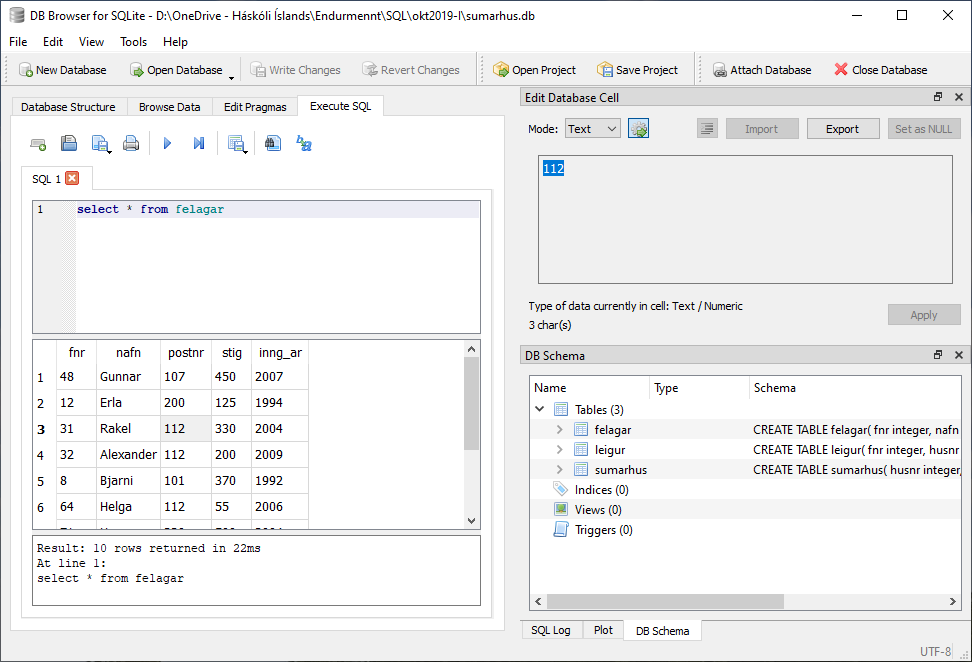 DB Browser for SQLite - D:\OneDrive - Háskóli Íslands\Endurmennt\SQL\okt2019-I\sumarhus.db
File Edit View Tools Help
New Database Open Database Write Changes Revert Changes Open Project Save Project Attach Database Close Database
Database Structure Browse Data Edit Pragmas Execute SQL
SQL 1
1 select * from felagar
fnr nafn postnr stig inng_ar
1 48 Gunnar 107 450 2007
2 12 Erla 200 125 1994
3 31 Rakel 112 330 2004
4 32 Alexander 112 200 2009
5 8 Bjarni 101 370 1992
6 64 Helga 112 55 2006
Result: 10 rows returned in 22ms
At line 1:
select * from felagar
Edit Database Cell
Mode: Text Import Export Set as NULL
112
Type of data currently in cell: Text / Numeric
3 char(s)
Apply
DB Schema
Name Type Schema
Tables (3)
felagar CREATE TABLE felagar( fnr integer, nafn
leigur CREATE TABLE leigur( fnr integer, husnr
sumarhus CREATE TABLE sumarhus( husnr integer,
Indices (0)
Views (0)
Triggers (0)
SQL Log Plot DB Schema
UTF-8